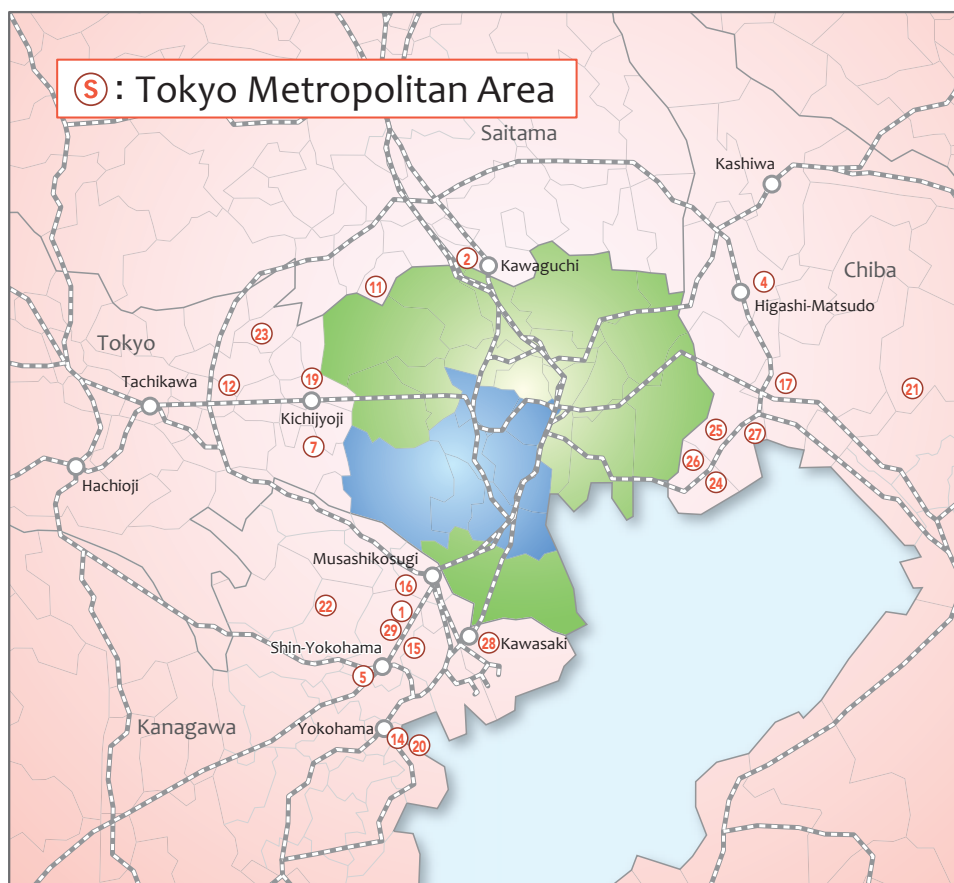 S : Tokyo Metropolitan Area
Saitama
Kashiwa
2
Kawaguchi
11
4
Chiba
Higashi-Matsudo
23
Tokyo
Tachikawa
12
19
17
21
Kichijyoji
7
25
27
26
24
Hachioji
Musashikosugi
16
22
1
29
Shin-Yokohama
15
28
Kawasaki
5
Kanagawa
Yokohama
14
20